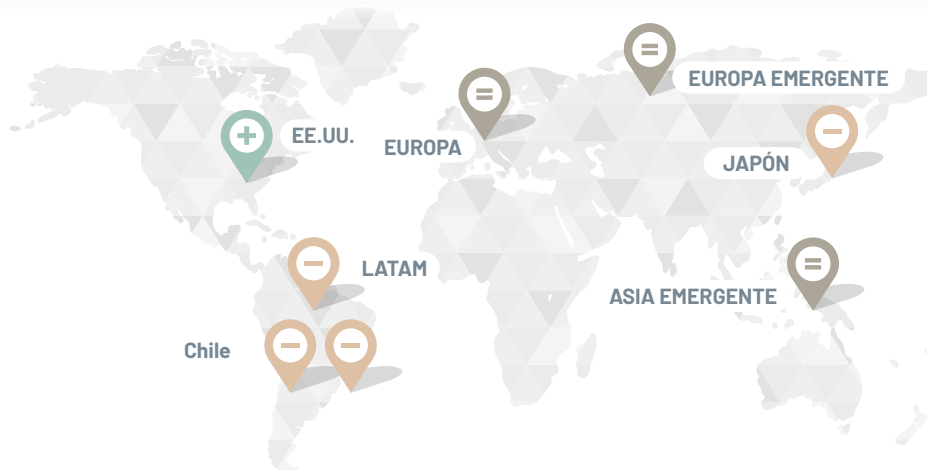 EUROPA EMERGENTE
EE.UU.
EUROPA
JAPÓN
LATAM
ASIA EMERGENTE
Chile